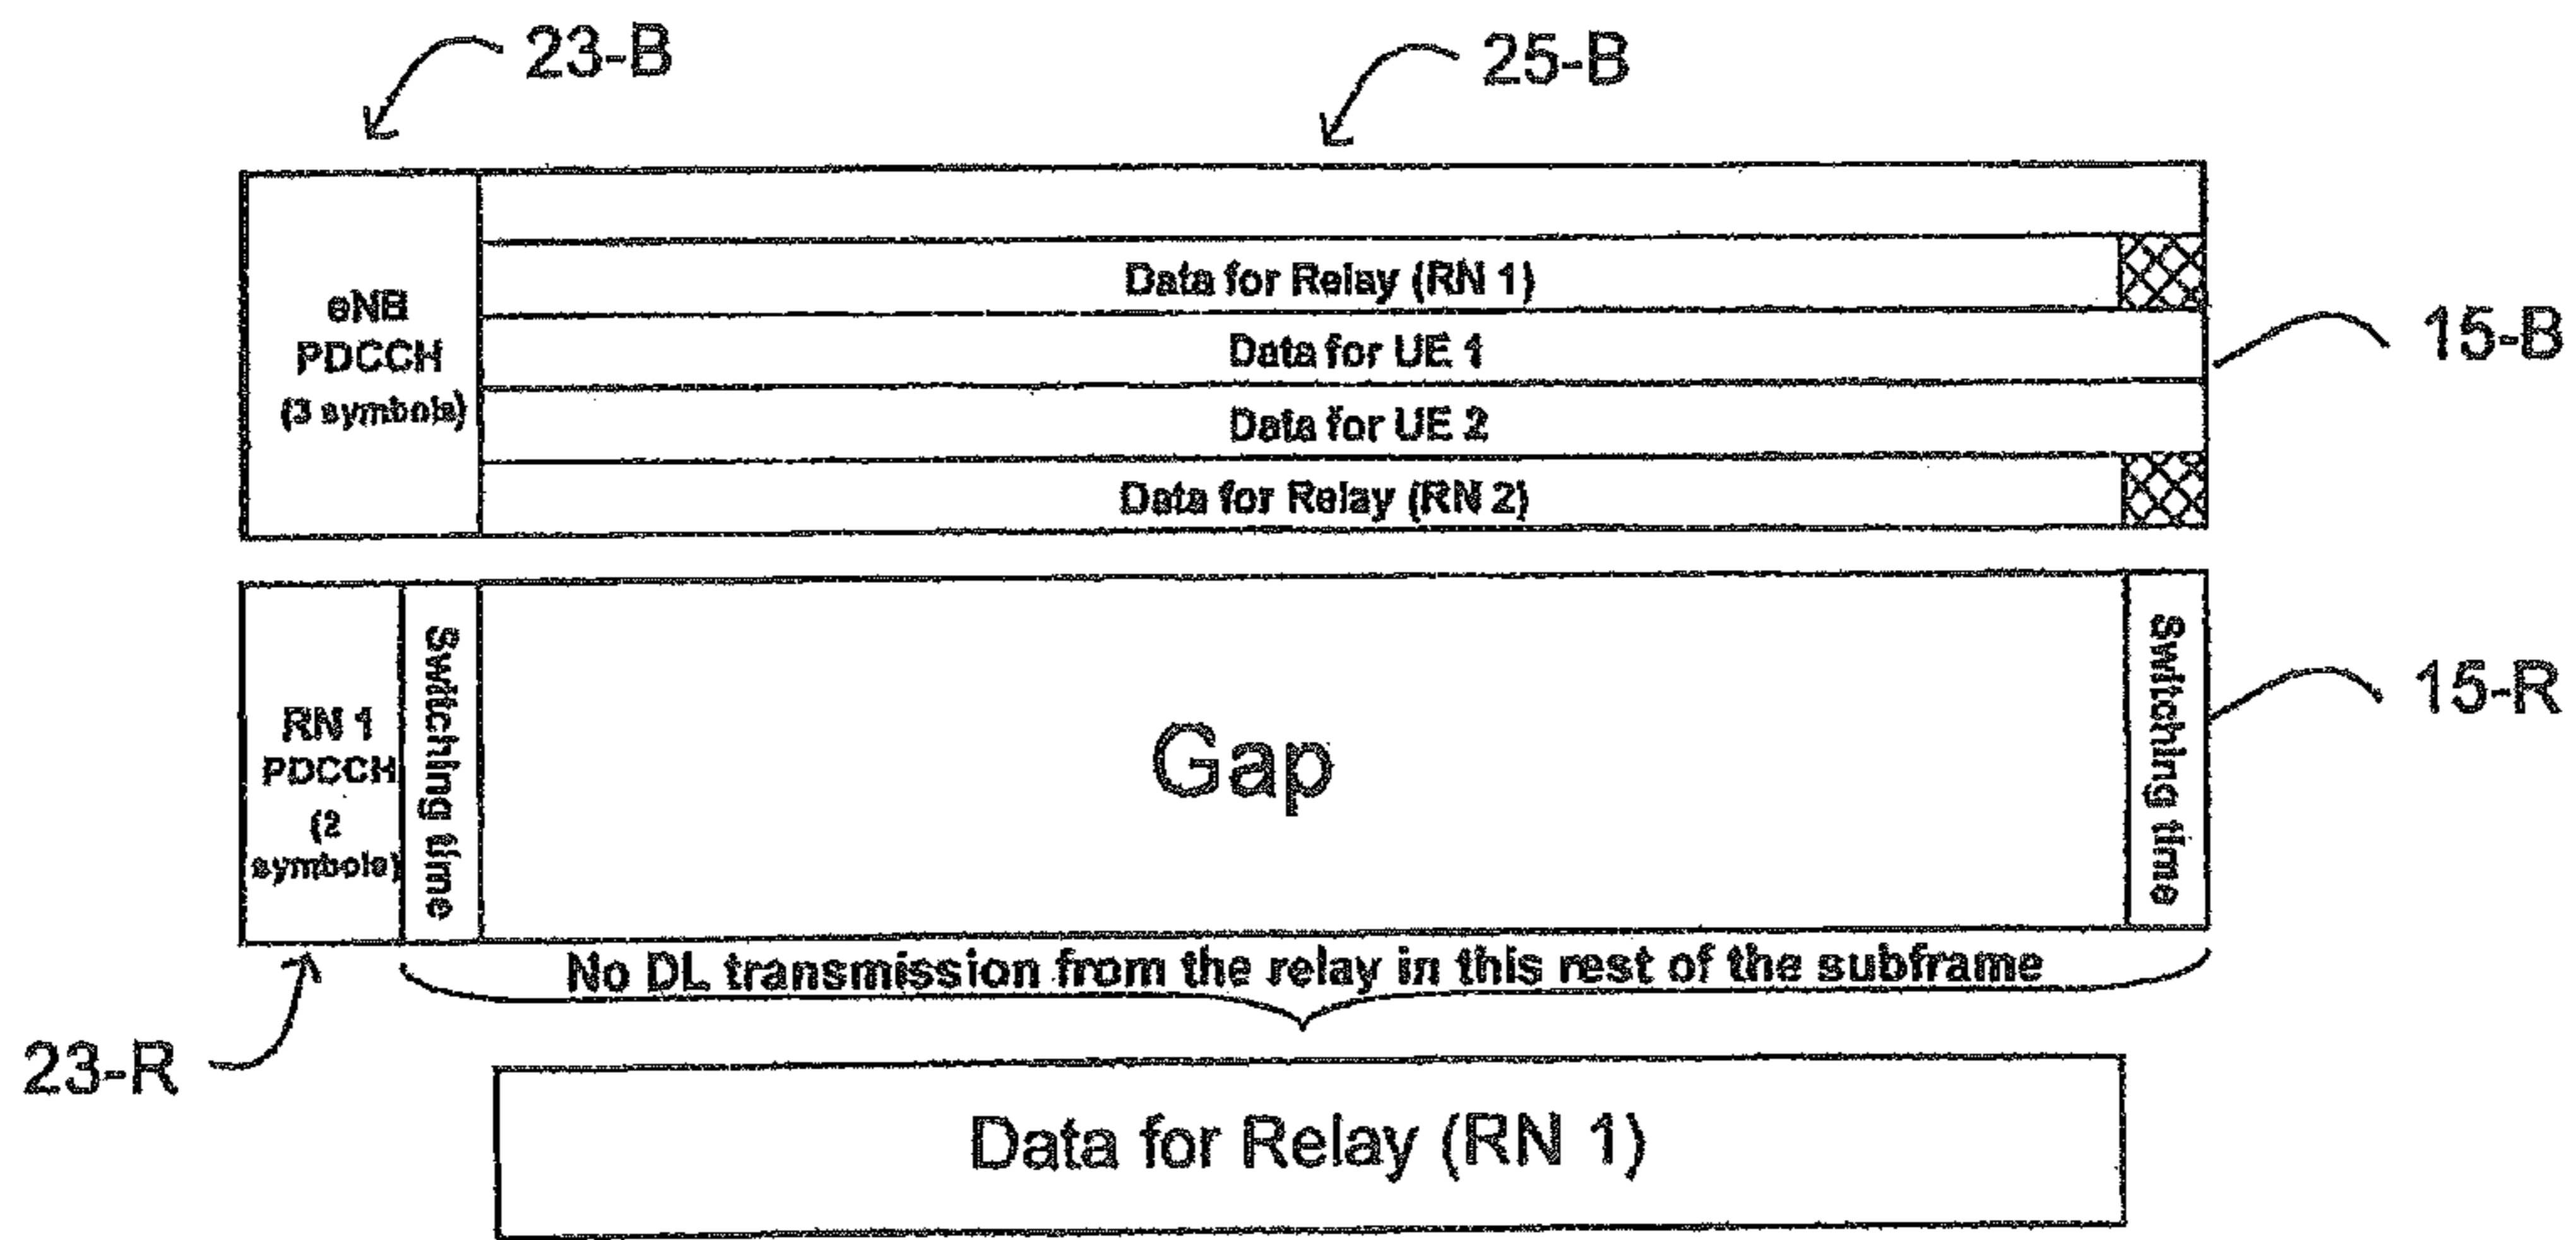 23-B
25-B
eNB
PDCCH
(3 symbols)
Data for Relay (RN 1)
Data for UE 1
Data for UE 2
Data for Relay (RN 2)
15-B
RN 1
PDCCH
(2
symbols)
Switching time
Gap
Switching time
15-R
No DL transmission from the relay in this rest of the subframe
23-R
Data for Relay (RN 1)